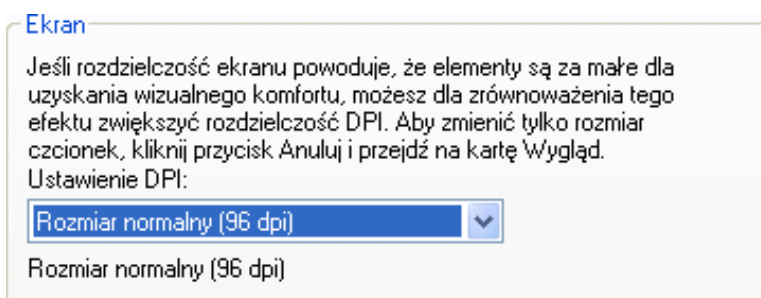 Ekran
Jeśli rozdzielczość ekranu powoduje, że elementy są za małe dla
uzyskania wizualnego komfortu, możesz dla zrównoważenia tego
efektu zwiększyć rozdzielczość DPI. Aby zmienić tylko rozmiar
czcionek, kliknij przycisk Anuluj i przejdź na kartę Wygląd.
Ustawienie DPI:
Rozmiar normalny (96 dpi)
Rozmiar normalny (96 dpi)